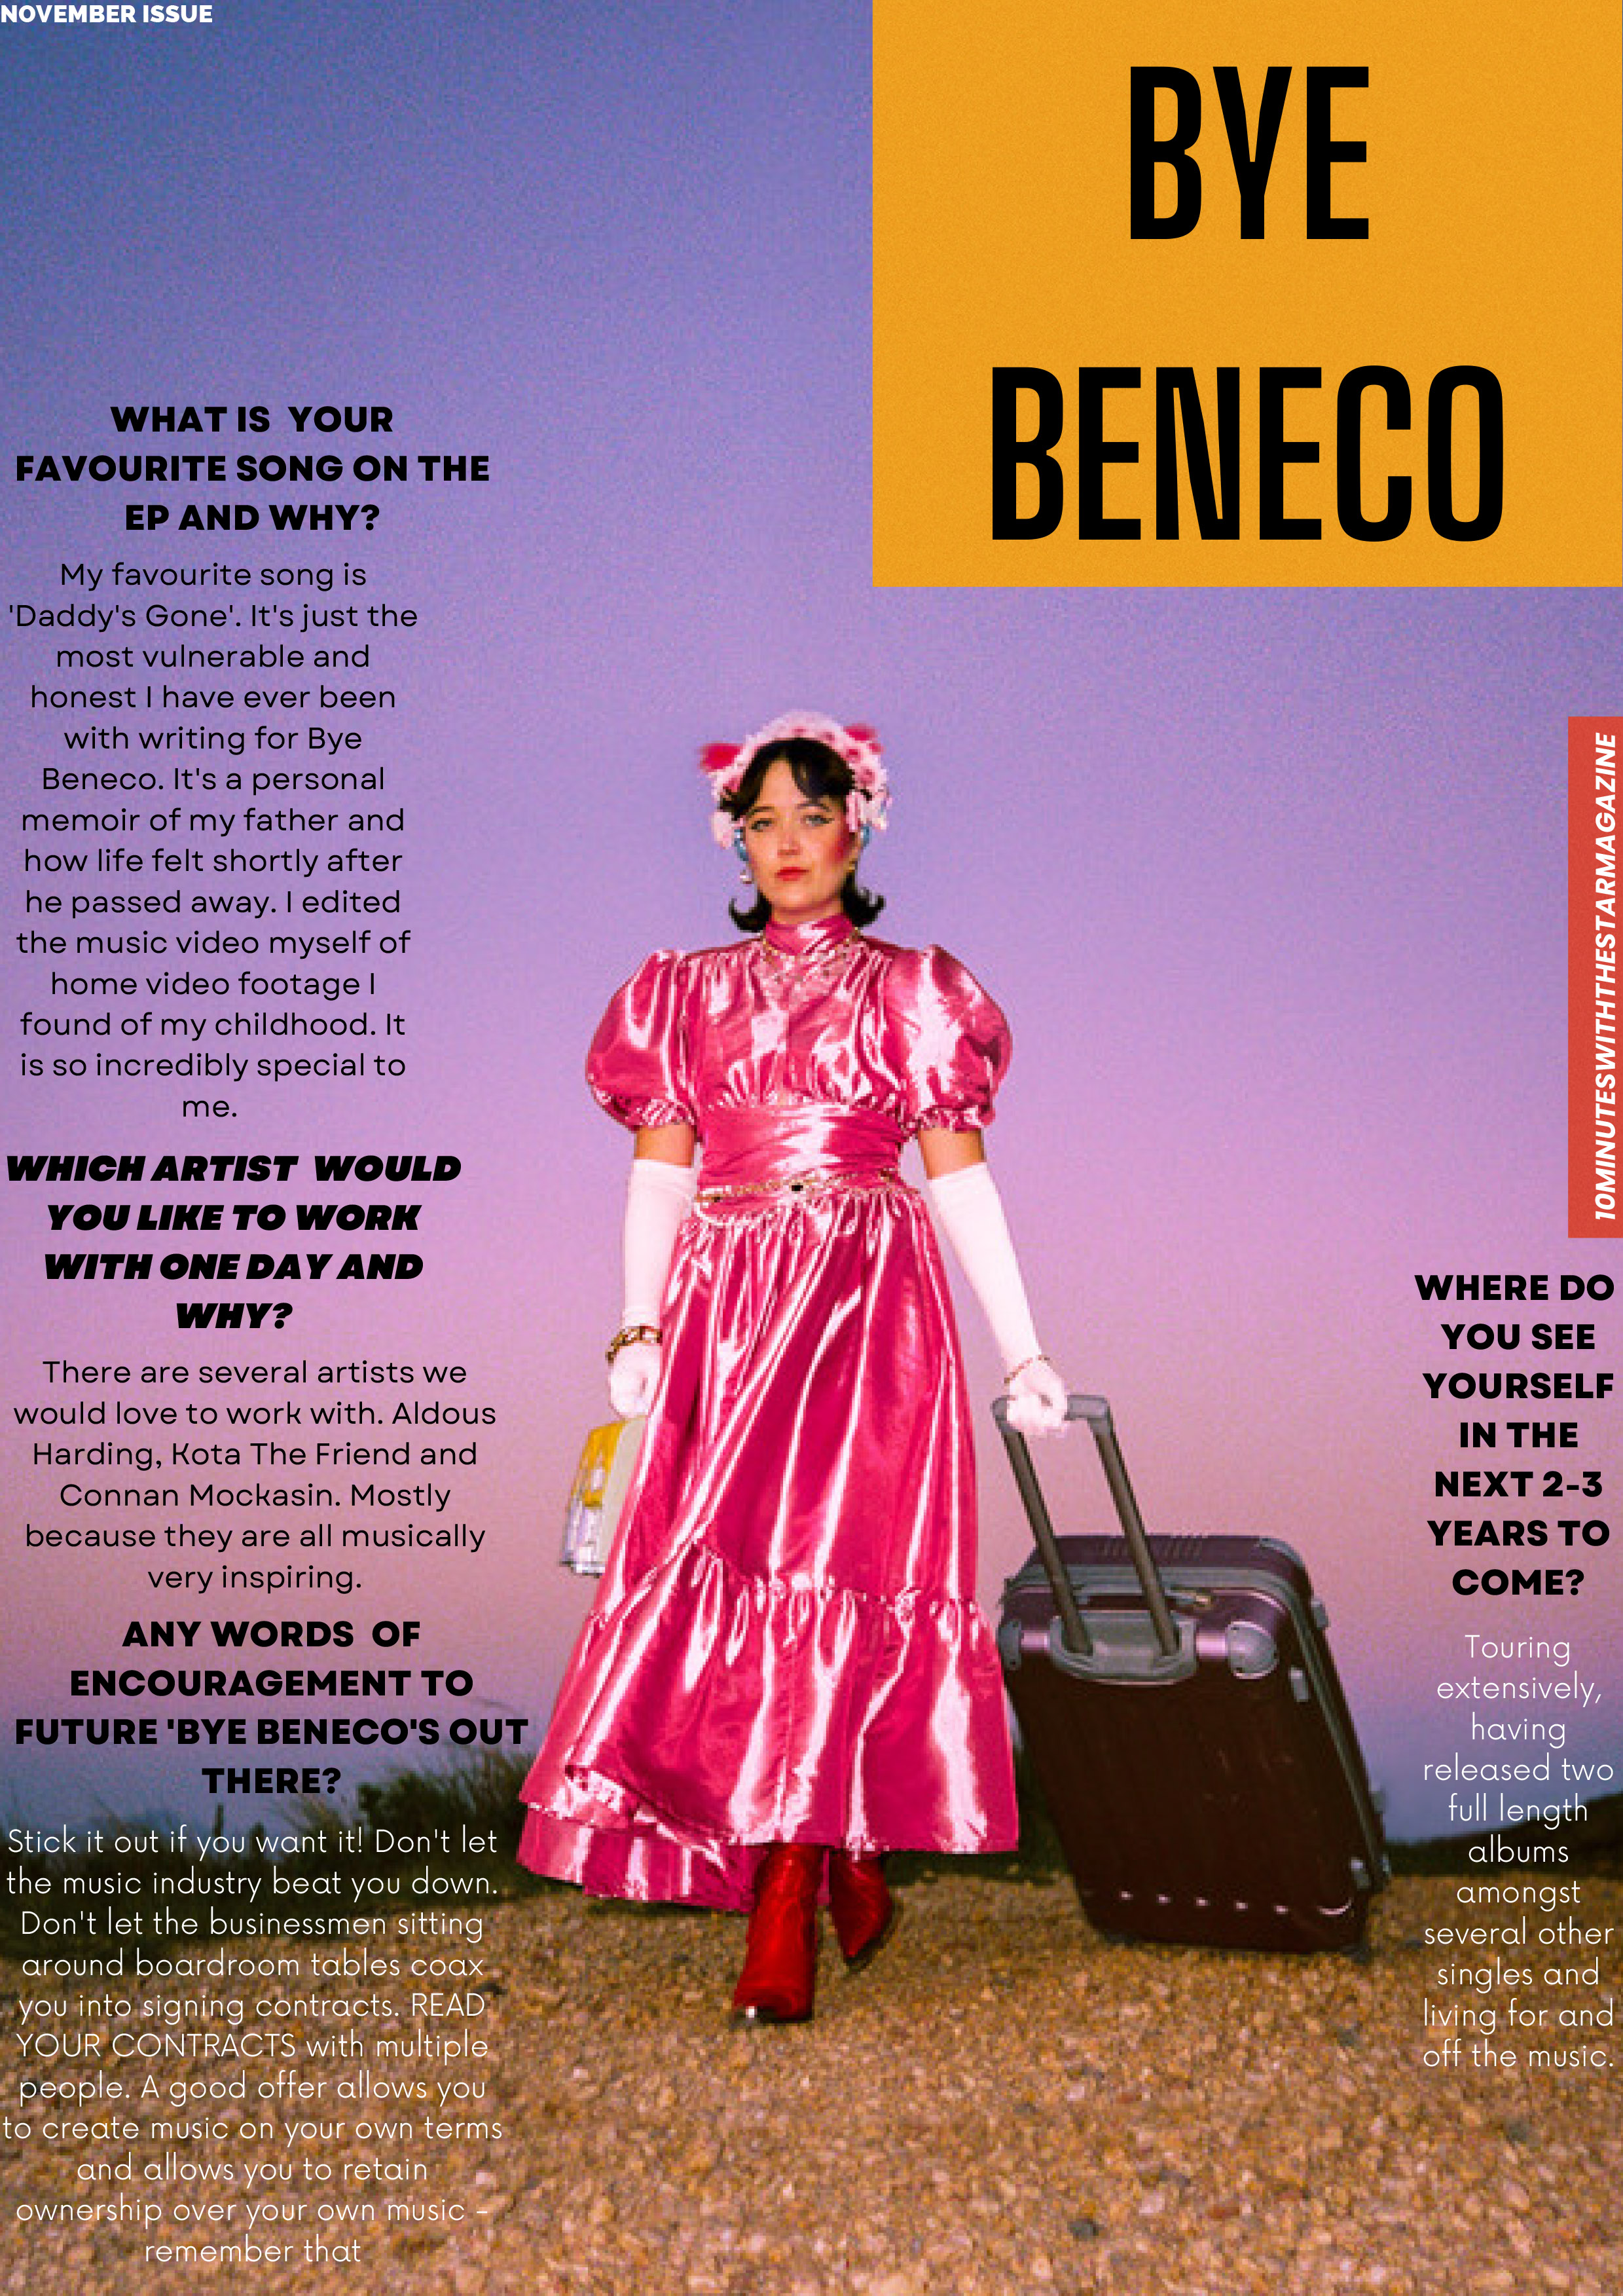 NOVEMBER ISSUE
BYE
BENECO
WHAT IS YOUR
FAVOURITE SONG ON THE
EP AND WHY?
My favourite song is
'Daddy's Gone'. It's just the
most vulnerable and
honest I have ever been
with writing for Bye
Beneco. It's a personal
memoir of my father and
how life felt shortly after
he passed away. I edited
the music video myself of
home video footage I
found of my childhood. It
is so incredibly special to
me.
WHICH ARTIST WOULD
YOU LIKE TO WORK
WITH ONE DAY AND
WHY?
There are several artists we
would love to work with. Aldous
Harding, Kota The Friend and
Connan Mockasin. Mostly
because they are all musically
very inspiring.
ANY WORDS OF
ENCOURAGEMENT TO
FUTURE 'BYE BENECO'S OUT
THERE?
Stick it out if you want it! Don't let
the music industry beat you down.
Don't let the businessmen sitting
around boardroom tables coax
you into signing contracts. READ
YOUR CONTRACTS with multiple
people. A good offer allows you
to create music on your own terms
and allows you to retain
ownership over your own music -
remember that
10MINUTESWITHTHESTARMAGAZINE
WHERE DO
YOU SEE
YOURSELF
IN THE
NEXT 2-3
YEARS TO
COME?
Touring
extensively,
having
released two
full length
albums
amongst
several other
singles and
living for and
off the music.